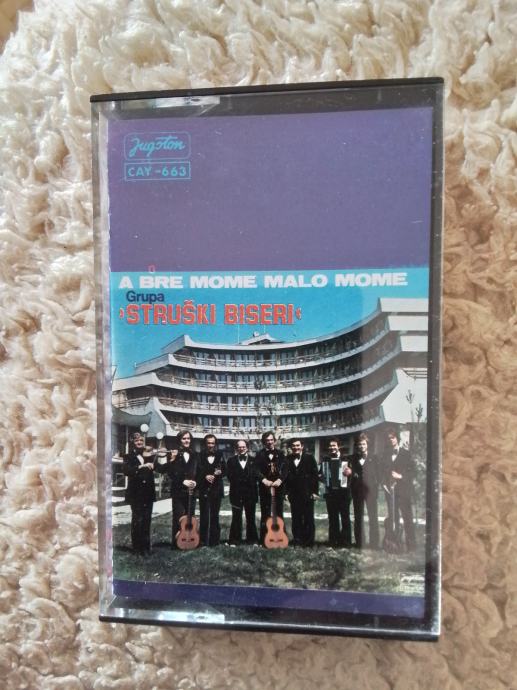 Jugoton
CAY-663
A BRE MOME MALO MOME
Grupa
»STRUŠKI BISERI«